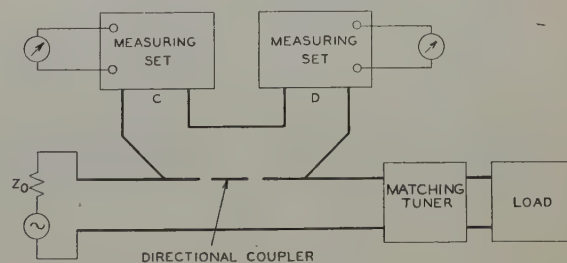 MEASURING
SET
C
MEASURING
SET
D
Z0
MATCHING
TUNER
LOAD
DIRECTIONAL COUPLER